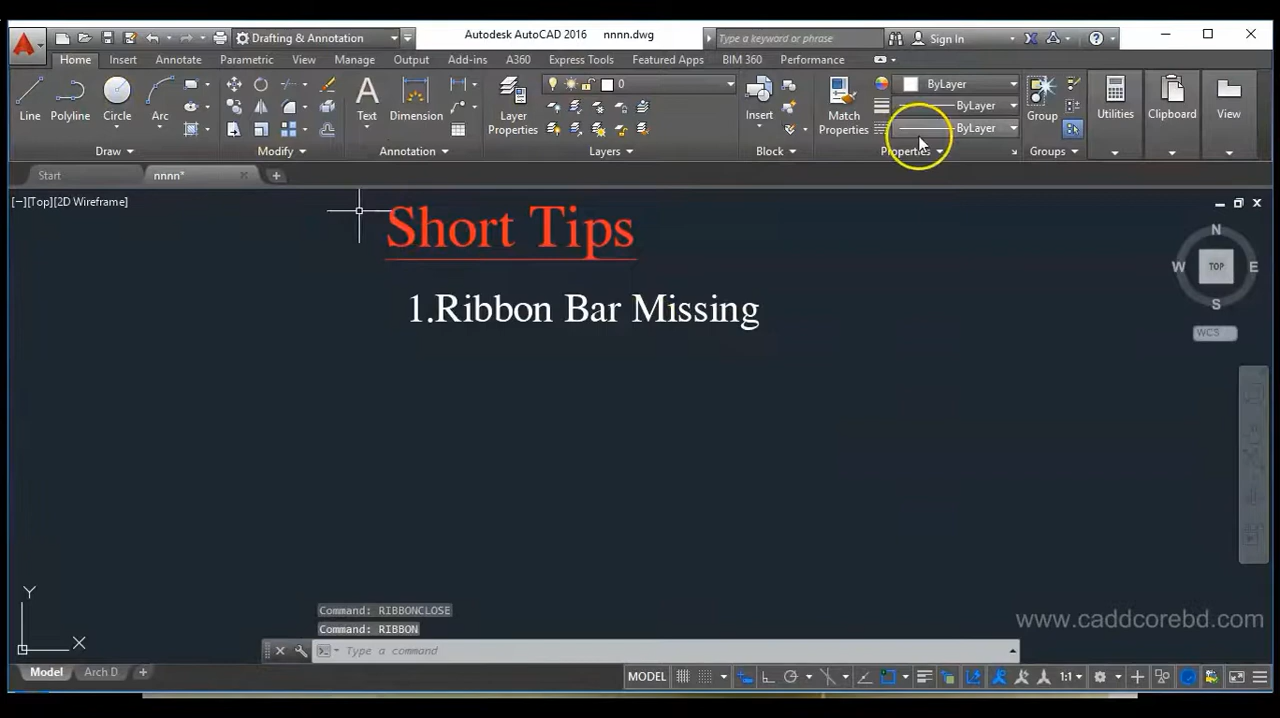 Drafting & Annotation
Autodesk AutoCAD 2016 nnnn.dwg
Type a keyword or phrase
Sign In
Home Insert Annotate Parametric View Manage Output Add-ins A360 Express Tools Featured Apps BIM 360 Performance
0
ByLayer
ByLayer
ByLayer
Line Polyline Circle Arc Text Dimension Layer Properties Insert Match Properties Group Utilities Clipboard View
Draw Modify Annotation Layers Block Properties Groups
Start nnnn*
[−][Top][2D Wireframe]
Short Tips
1.Ribbon Bar Missing
N
W TOP E
S
WCS
Y
X
Command: RIBBONCLOSE
Command: RIBBON
Type a command
www.caddcorebd.com
Model Arch D
MODEL 1:1